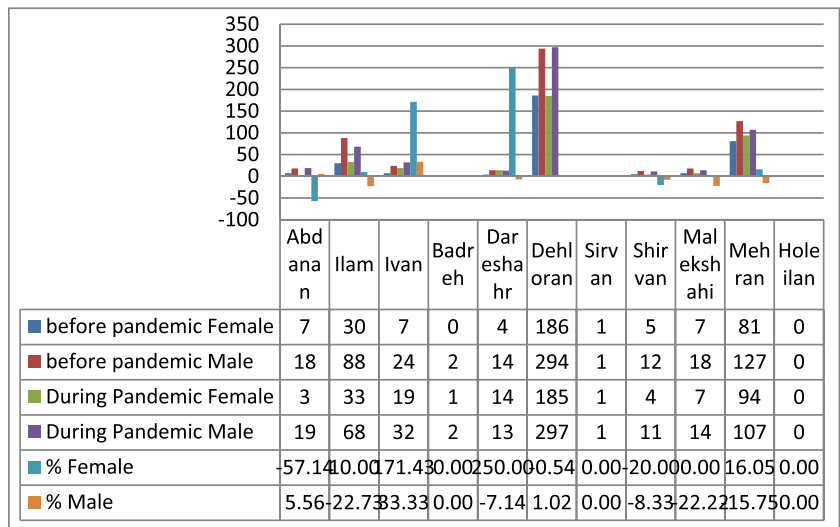 350
300
250
200
150
100
50
0
-50
-100
Abd
ana
n
Ilam
Ivan
Badr
eh
Dar
esha
hr
Dehl
oran
Sirv
an
Shir
van
Mal
eksh
ahi
Meh
ran
Hole
ilan
before pandemic Female 7 30 7 0 4 186 1 5 7 81 0
before pandemic Male 18 88 24 2 14 294 1 12 18 127 0
During Pandemic Female 3 33 19 1 14 185 1 4 7 94 0
During Pandemic Male 19 68 32 2 13 297 1 11 14 107 0
% Female -57.14 10.00 171.43 0.00 250.00 -0.54 0.00 -20.00 0.00 16.05 0.00
% Male 5.56 -22.73 33.33 0.00 -7.14 1.02 0.00 -8.33 -22.22 -15.75 0.00